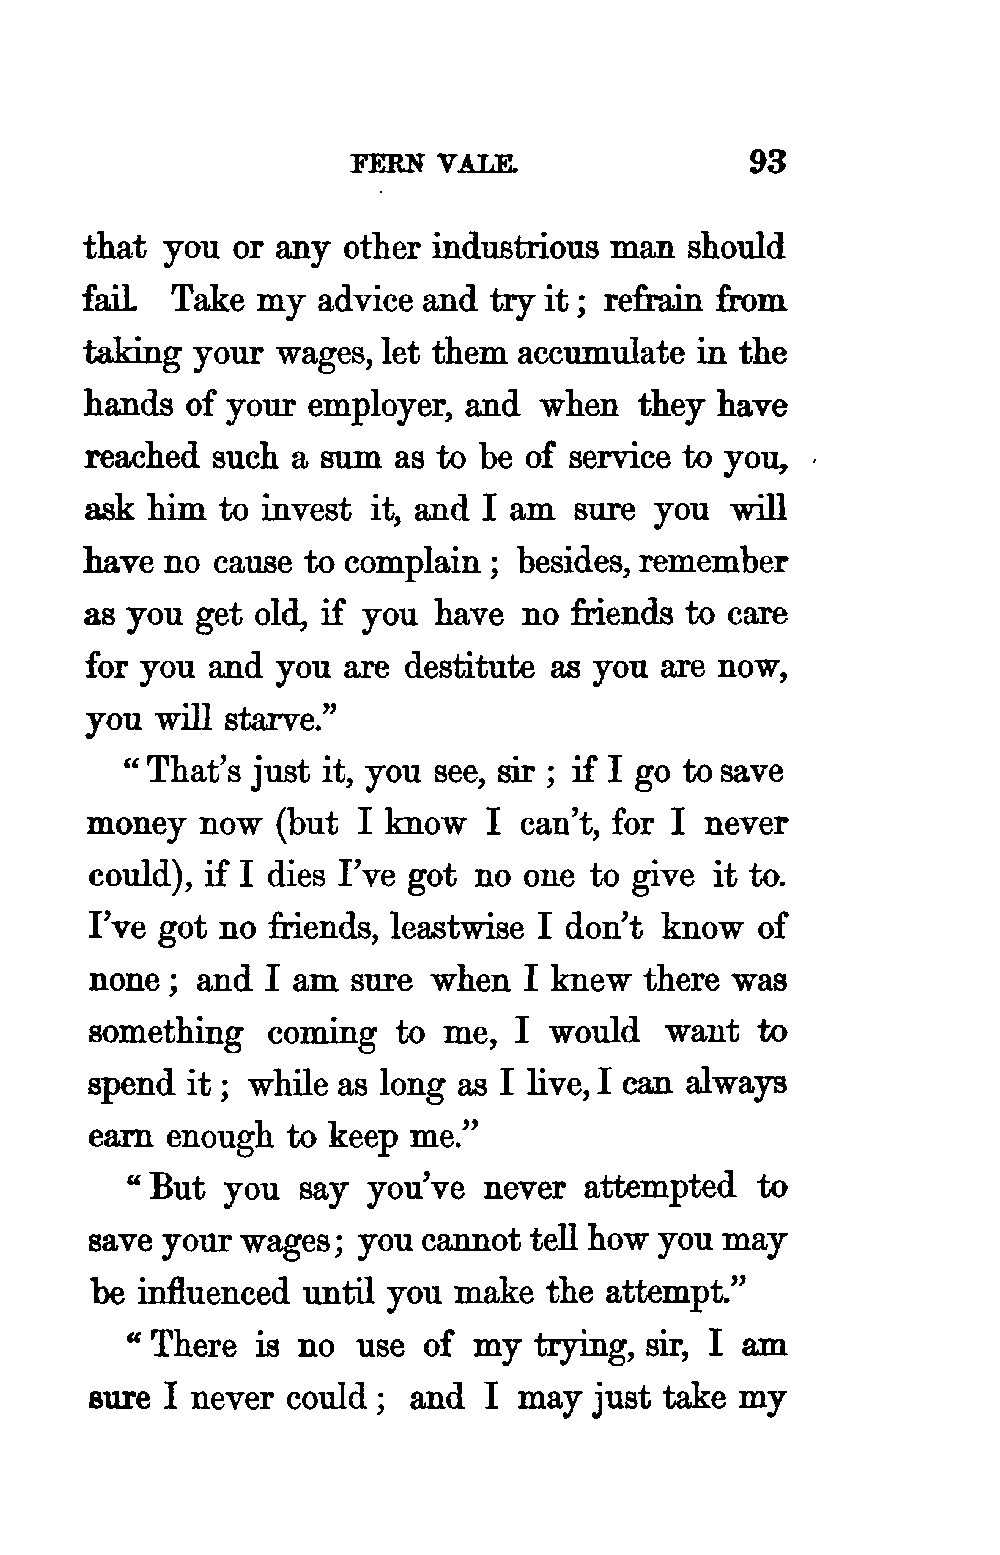 FERN VALE. 93
that you or any other industrious man should
fail. Take my advice and try it; refrain from
taking your wages, let them accumulate in the
hands of your employer, and when they have
reached such a sum as to be of service to you,
ask him to invest it, and I am sure you will
have no cause to complain; besides, remember
as you get old, if you have no friends to care
for you and you are destitute as you are now,
you will starve.”
“That’s just it, you see, sir; if I go to save
money now (but I know I can’t, for I never
could), if I dies I’ve got no one to give it to.
I’ve got no friends, leastwise I don’t know of
none; and I am sure when I knew there was
something coming to me, I would want to
spend it; while as long as I live, I can always
earn enough to keep me.”
“But you say you’ve never attempted to
save your wages; you cannot tell how you may
be influenced until you make the attempt.”
“There is no use of my trying, sir, I am
sure I never could; and I may just take my